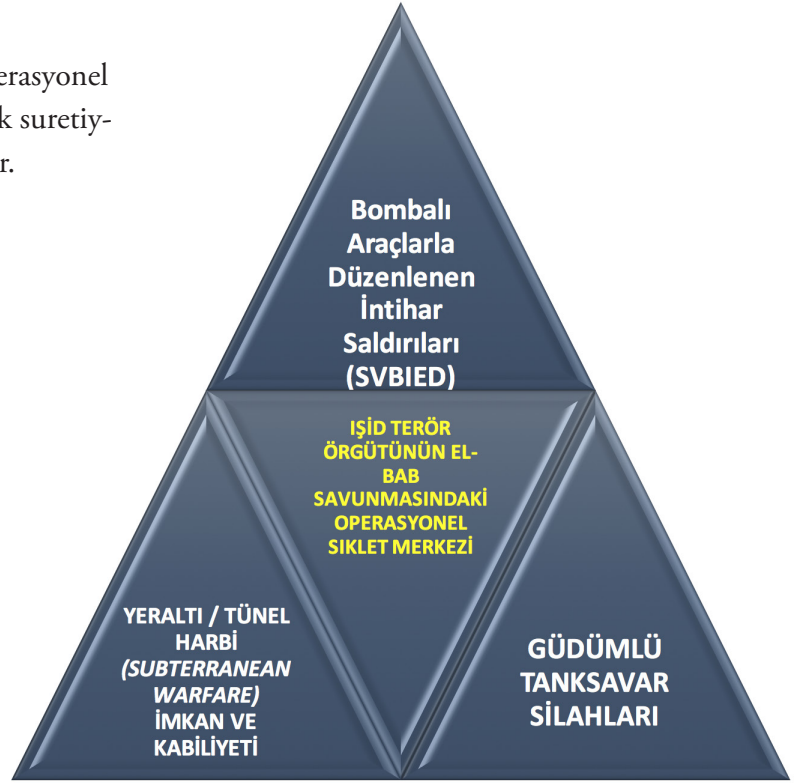 erasyonel
k suretiy-
r.
Bombalı
Araçlarla
Düzenlenen
İntihar
Saldırıları
(SVBIED)
IŞİD TERÖR
ÖRGÜTÜNÜN EL-
BAB
SAVUNMASINDAKİ
OPERASYONEL
SIKLET MERKEZİ
YERALTI / TÜNEL
HARBİ
(SUBTERRANEAN
WARFARE)
İMKAN VE
KABİLİYETİ
GÜDÜMLÜ
TANKSAVAR
SİLAHLARI